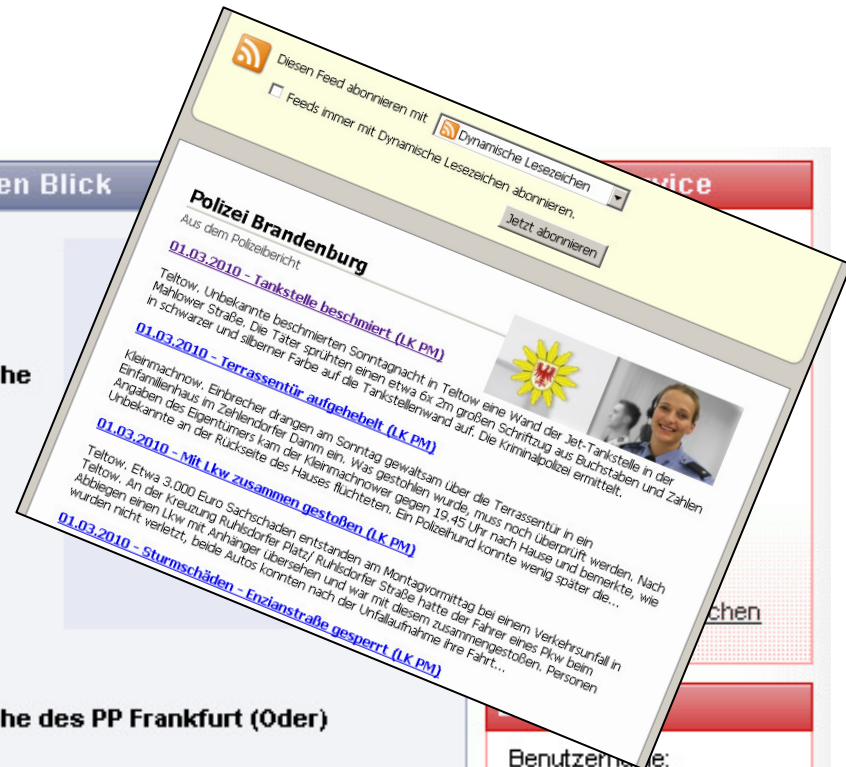 Diesen Feed abonnieren mit Dynamische Lesezeichen
Feeds immer mit Dynamische Lesezeichen abonnieren.
Jetzt abonnieren
en Blick
vice
Polizei Brandenburg
Aus dem Polizeibericht
01.03.2010 - Tankstelle beschmiert (LK PM)
Teltow. Unbekannte beschmierten Sonntagnacht in Teltow eine Wand der Jet-Tankstelle in der
Mahlower Straße. Die Täter sprühten einen etwa 6x 2m großen Schriftzug aus Buchstaben und Zahlen
in schwarzer und silberner Farbe auf die Tankstellenwand auf. Die Kriminalpolizei ermittelt.
01.03.2010 - Terrassentür aufgehebelt (LK PM)
Kleinmachnow. Einbrecher drangen am Sonntag gewaltsam über die Terrassentür in ein
Einfamilienhaus im Zehlendorfer Damm ein. Was gestohlen wurde, muss noch überprüft werden. Nach
Angaben des Eigentümers kam der Kleinmachnower gegen 19.45 Uhr nach Hause und bemerkte, wie
Unbekannte an der Rückseite des Hauses flüchteten. Ein Polizeihund konnte wenig später die...
01.03.2010 - Mit Lkw zusammen gestoßen (LK PM)
Teltow. Etwa 3.000 Euro Sachschaden entstanden am Montagvormittag bei einem Verkehrsunfall in
Teltow. An der Kreuzung Ruhlsdorfer Platz/ Ruhlsdorfer Straße hatte der Fahrer eines Pkw beim
Abbiegen einen Lkw mit Anhänger übersehen und war mit diesem zusammengestoßen. Personen
wurden nicht verletzt, beide Autos konnten nach der Unfallaufnahme ihre Fahrt...
01.03.2010 - Sturmschäden - Enzianstraße gesperrt (LK PM)
he
chen
he des PP Frankfurt (Oder)
Benutzern e: